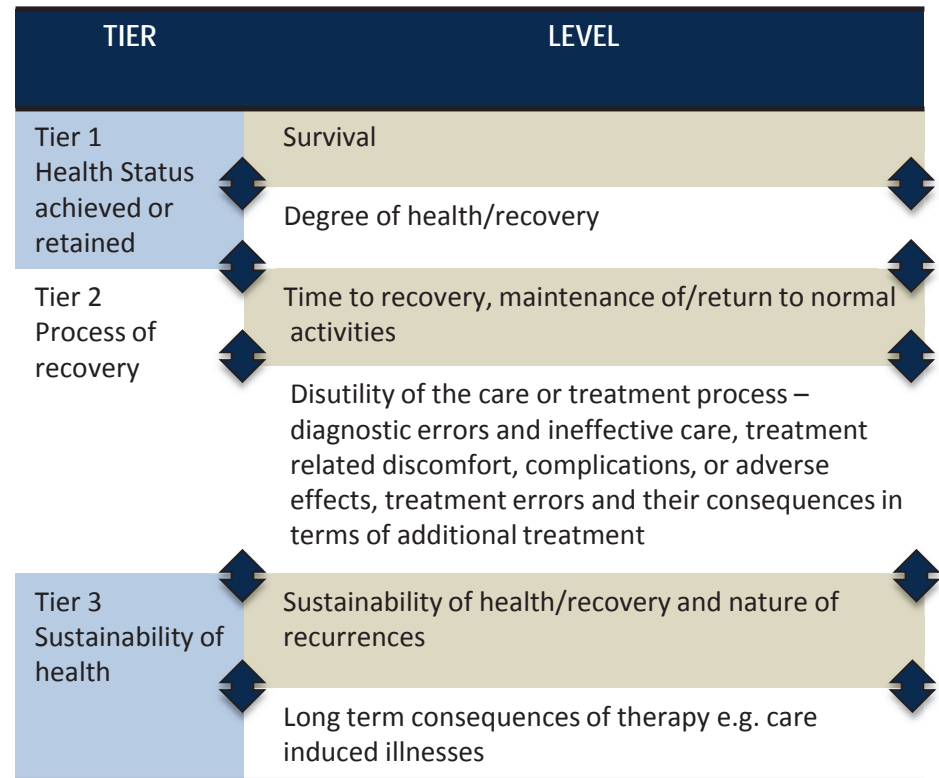 TIER
LEVEL
Tier 1
Health Status
achieved or
retained
Survival
Degree of health/recovery
Tier 2
Process of
recovery
Time to recovery, maintenance of/return to normal
activities
Disutility of the care or treatment process –
diagnostic errors and ineffective care, treatment
related discomfort, complications, or adverse
effects, treatment errors and their consequences in
terms of additional treatment
Tier 3
Sustainability of
health
Sustainability of health/recovery and nature of
recurrences
Long term consequences of therapy e.g. care
induced illnesses